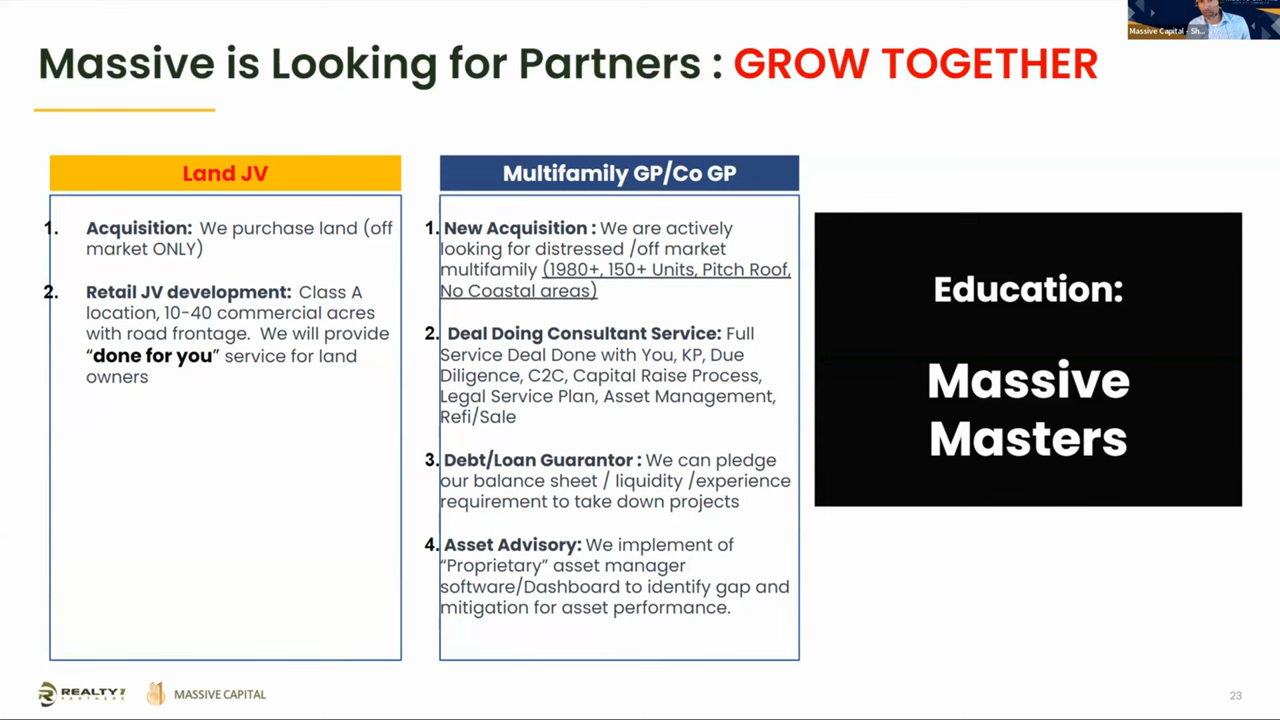 Massive Capital - Sh...
Massive is Looking for Partners : GROW TOGETHER
Land JV
1. Acquisition: We purchase land (off
market ONLY)
2. Retail JV development: Class A
location, 10-40 commercial acres
with road frontage. We will provide
“done for you” service for land
owners
Multifamily GP/Co GP
1. New Acquisition : We are actively
looking for distressed /off market
multifamily (1980+, 150+ Units, Pitch Roof,
No Coastal areas)
2. Deal Doing Consultant Service: Full
Service Deal Done with You, KP, Due
Diligence, C2C, Capital Raise Process,
Legal Service Plan, Asset Management,
Refi/Sale
3. Debt/Loan Guarantor : We can pledge
our balance sheet / liquidity /experience
requirement to take down projects
4. Asset Advisory: We implement of
“Proprietary” asset manager
software/Dashboard to identify gap and
mitigation for asset performance.
Education:
Massive
Masters
REALTY1
PARTNERS
MASSIVE CAPITAL
23